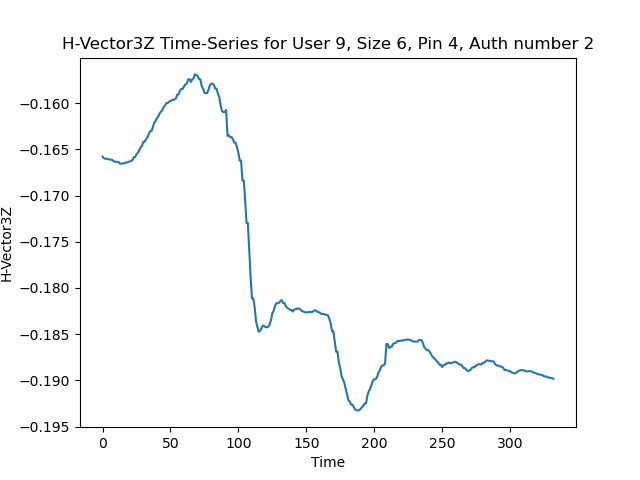 H-Vector3Z Time-Series for User 9, Size 6, Pin 4, Auth number 2
H-Vector3Z
−0.160
−0.165
−0.170
−0.175
−0.180
−0.185
−0.190
−0.195
0 50 100 150 200 250 300
Time